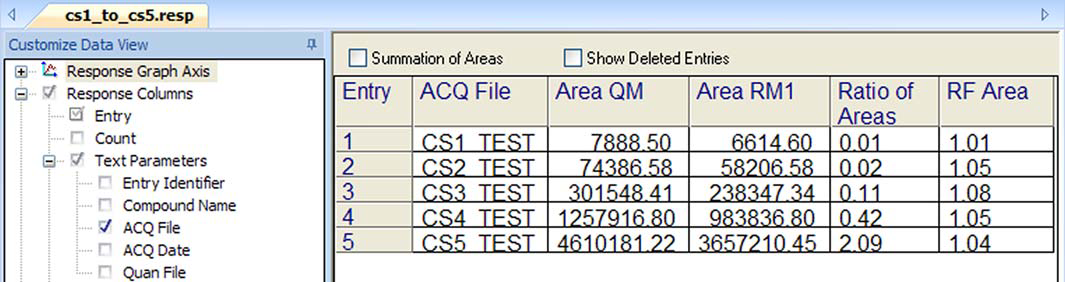 cs1_to_cs5.resp
Customize Data View
Response Graph Axis
Response Columns
Entry
Count
Text Parameters
Entry Identifier
Compound Name
ACQ File
ACQ Date
Quan File
Summation of Areas Show Deleted Entries
Entry ACQ File Area QM Area RM1 Ratio of Areas RF Area
1 CS1_TEST 7888.50 6614.60 0.01 1.01
2 CS2_TEST 74386.58 58206.58 0.02 1.05
3 CS3_TEST 301548.41 238347.34 0.11 1.08
4 CS4_TEST 1257916.80 983836.80 0.42 1.05
5 CS5_TEST 4610181.22 3657210.45 2.09 1.04